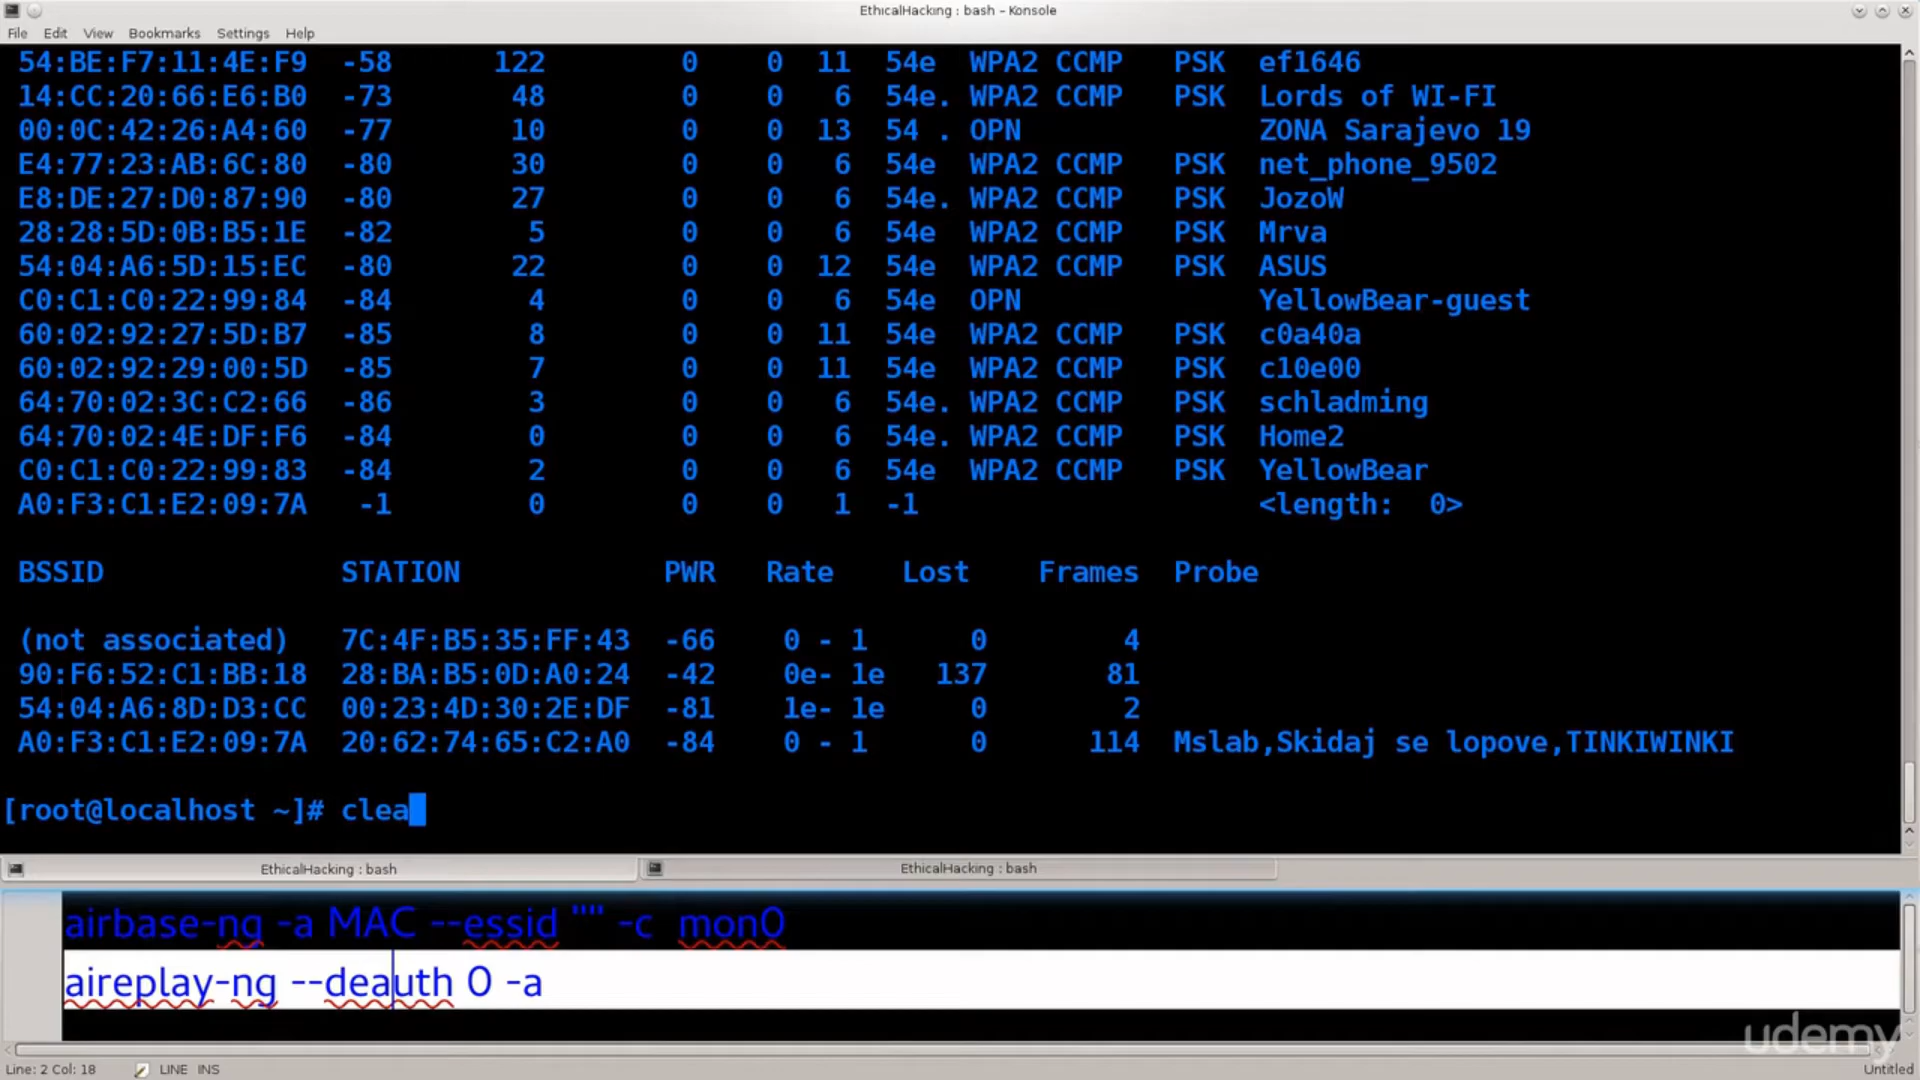 EthicalHacking : bash – Konsole
File Edit View Bookmarks Settings Help
54:BE:F7:11:4E:F9 -58 122 0 0 11 54e WPA2 CCMP PSK ef1646
14:CC:20:66:E6:B0 -73 48 0 0 6 54e. WPA2 CCMP PSK Lords of WI-FI
00:0C:42:26:A4:60 -77 10 0 0 13 54 . OPN ZONA Sarajevo 19
E4:77:23:AB:6C:80 -80 30 0 0 6 54e WPA2 CCMP PSK net_phone_9502
E8:DE:27:D0:87:90 -80 27 0 0 6 54e. WPA2 CCMP PSK JozoW
28:28:5D:0B:B5:1E -82 5 0 0 6 54e WPA2 CCMP PSK Mrva
54:04:A6:5D:15:EC -80 22 0 0 12 54e WPA2 CCMP PSK ASUS
C0:C1:C0:22:99:84 -84 4 0 0 6 54e OPN YellowBear-guest
60:02:92:27:5D:B7 -85 8 0 0 11 54e WPA2 CCMP PSK c0a40a
60:02:92:29:00:5D -85 7 0 0 11 54e WPA2 CCMP PSK c10e00
64:70:02:3C:C2:66 -86 3 0 0 6 54e. WPA2 CCMP PSK schladming
64:70:02:4E:DF:F6 -84 0 0 0 6 54e. WPA2 CCMP PSK Home2
C0:C1:C0:22:99:83 -84 2 0 0 6 54e WPA2 CCMP PSK YellowBear
A0:F3:C1:E2:09:7A -1 0 0 0 1 -1 <length: 0>
BSSID STATION PWR Rate Lost Frames Probe
(not associated) 7C:4F:B5:35:FF:43 -66 0 - 1 0 4
90:F6:52:C1:BB:18 28:BA:B5:0D:A0:24 -42 0e- 1e 137 81
54:04:A6:8D:D3:CC 00:23:4D:30:2E:DF -81 1e- 1e 0 2
A0:F3:C1:E2:09:7A 20:62:74:65:C2:A0 -84 0 - 1 0 114 Mslab,Skidaj se lopove,TINKIWINKI
[root@localhost ~]# clea
EthicalHacking : bash EthicalHacking : bash
airbase-ng -a MAC --essid "" -c mon0
aireplay-ng --deauth 0 -a
udemy
Line: 2 Col: 18 LINE INS Untitled